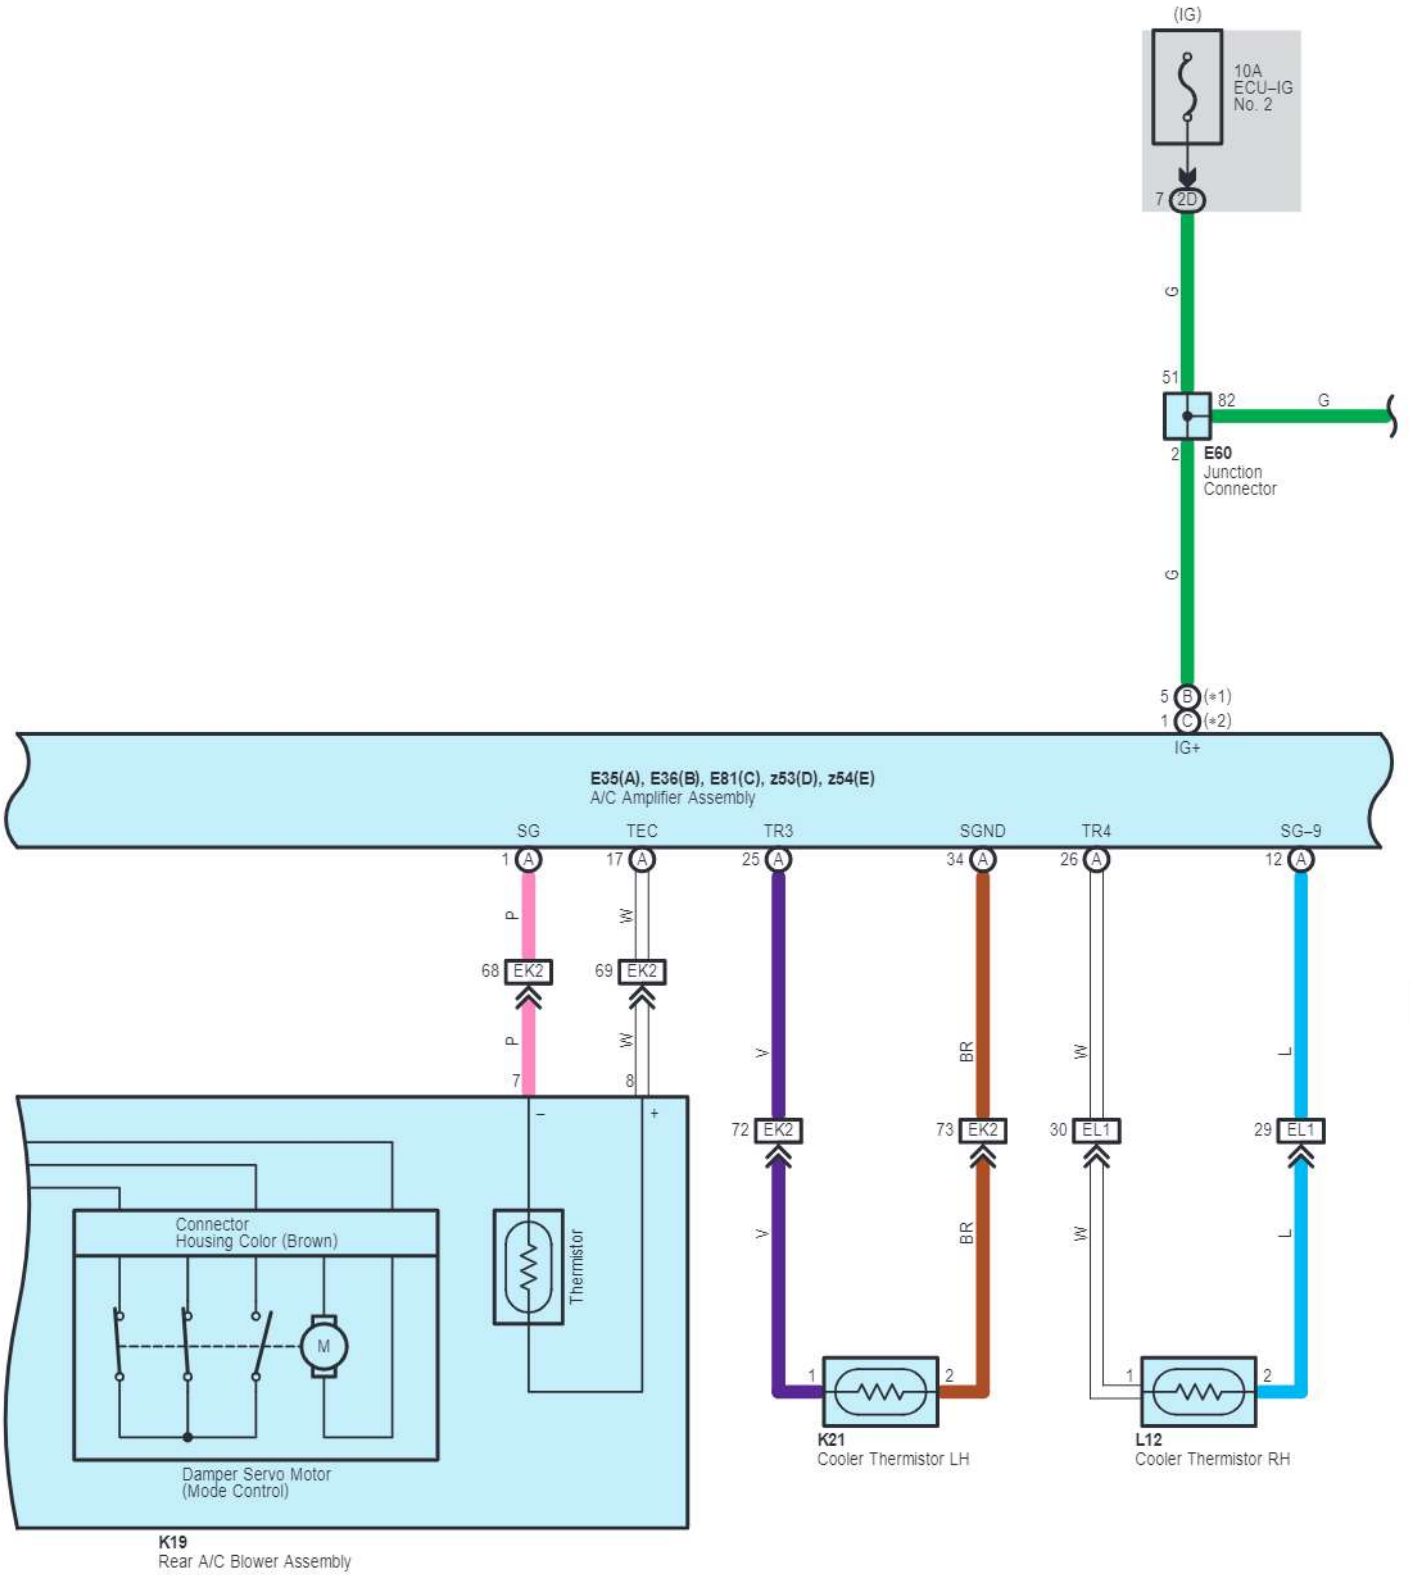 (IG)
10A
ECU–IG
No. 2
7 2D
G
51
82 G
2
E60
Junction
Connector
G
5 B (*1)
1 C (*2)
IG+
E35(A), E36(B), E81(C), z53(D), z54(E)
A/C Amplifier Assembly
SG TEC TR3 SGND TR4 SG–9
1 A 17 A 25 A 34 A 26 A 12 A
P W
68 EK2 69 EK2
P W V BR W L
7 8
– +
72 EK2 73 EK2 30 EL1 29 EL1
V BR W L
Connector
Housing Color (Brown)
Thermistor
M
1 2 1 2
K21
Cooler Thermistor LH
L12
Cooler Thermistor RH
Damper Servo Motor
(Mode Control)
K19
Rear A/C Blower Assembly